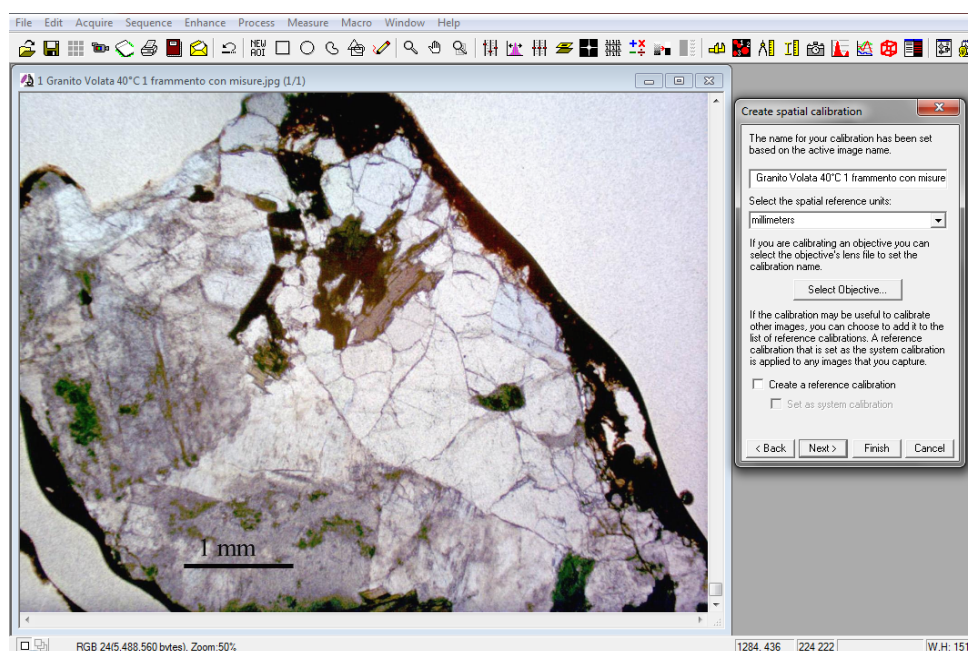 File Edit Acquire Sequence Enhance Process Measure Macro Window Help
NEW
AOI
1 Granito Volata 40°C 1 frammento con misure.jpg (1/1)
1 mm
Create spatial calibration
The name for your calibration has been set
based on the active image name.
Granito Volata 40°C 1 frammento con misure
Select the spatial reference units:
millimeters
If you are calibrating an objective you can
select the objective's lens file to set the
calibration name.
Select Objective...
If the calibration may be useful to calibrate
other images, you can choose to add it to the
list of reference calibrations. A reference
calibration that is set as the system calibration
is applied to any images that you capture.
Create a reference calibration
Set as system calibration
< Back Next > Finish Cancel
RGB 24(5,488,560 bytes), Zoom:50% 1284, 436 224 222 W,H: 151